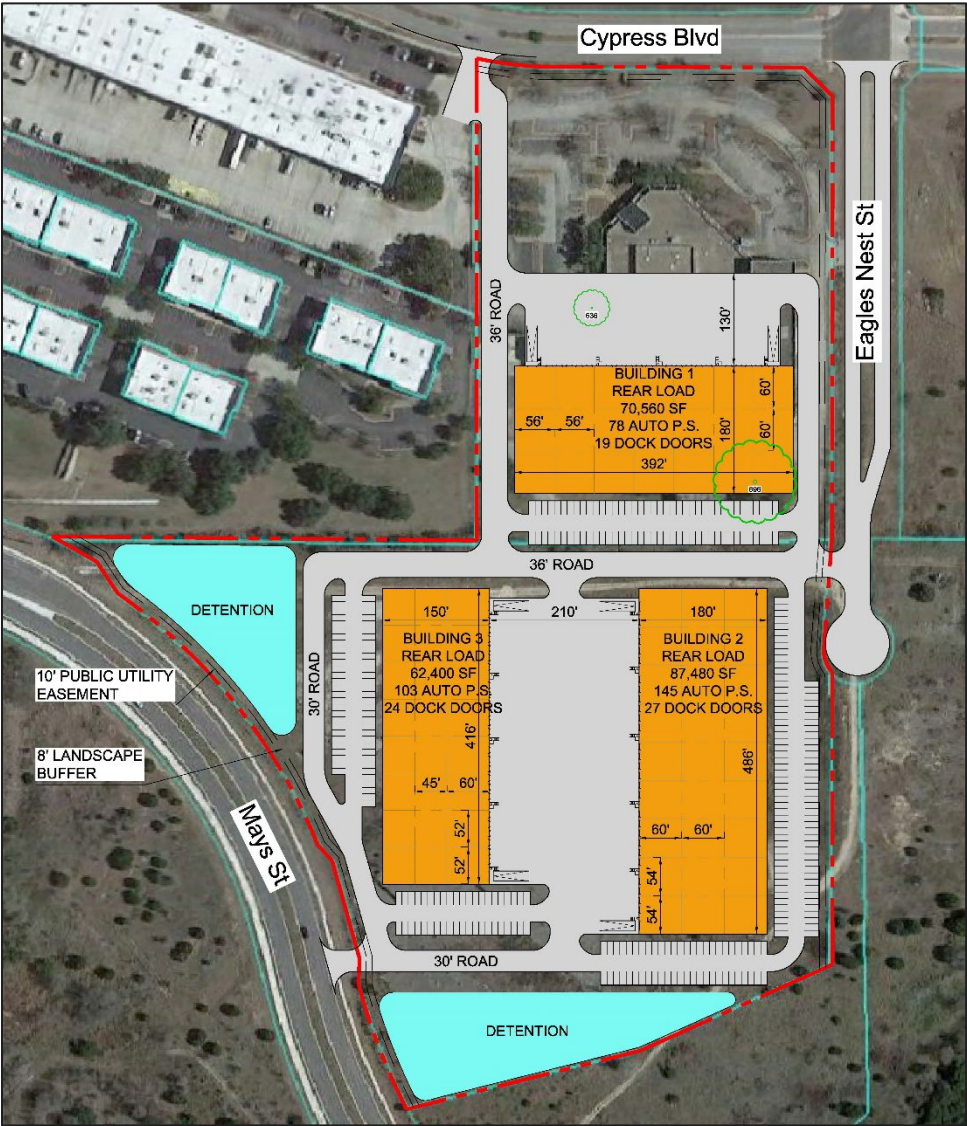 Cypress Blvd
Eagles Nest St
36' ROAD
636
130'
BUILDING 1
REAR LOAD
70,560 SF
78 AUTO P.S.
19 DOCK DOORS
56'
56'
180'
60'
60'
392'
36' ROAD
DETENTION
150'
210'
180'
BUILDING 3
REAR LOAD
62,400 SF
103 AUTO P.S.
24 DOCK DOORS
416'
BUILDING 2
REAR LOAD
87,480 SF
145 AUTO P.S.
27 DOCK DOORS
486'
10' PUBLIC UTILITY
EASEMENT
30' ROAD
8' LANDSCAPE
BUFFER
45'
60'
52'
52'
60'
60'
54'
54'
Mays St
30' ROAD
DETENTION